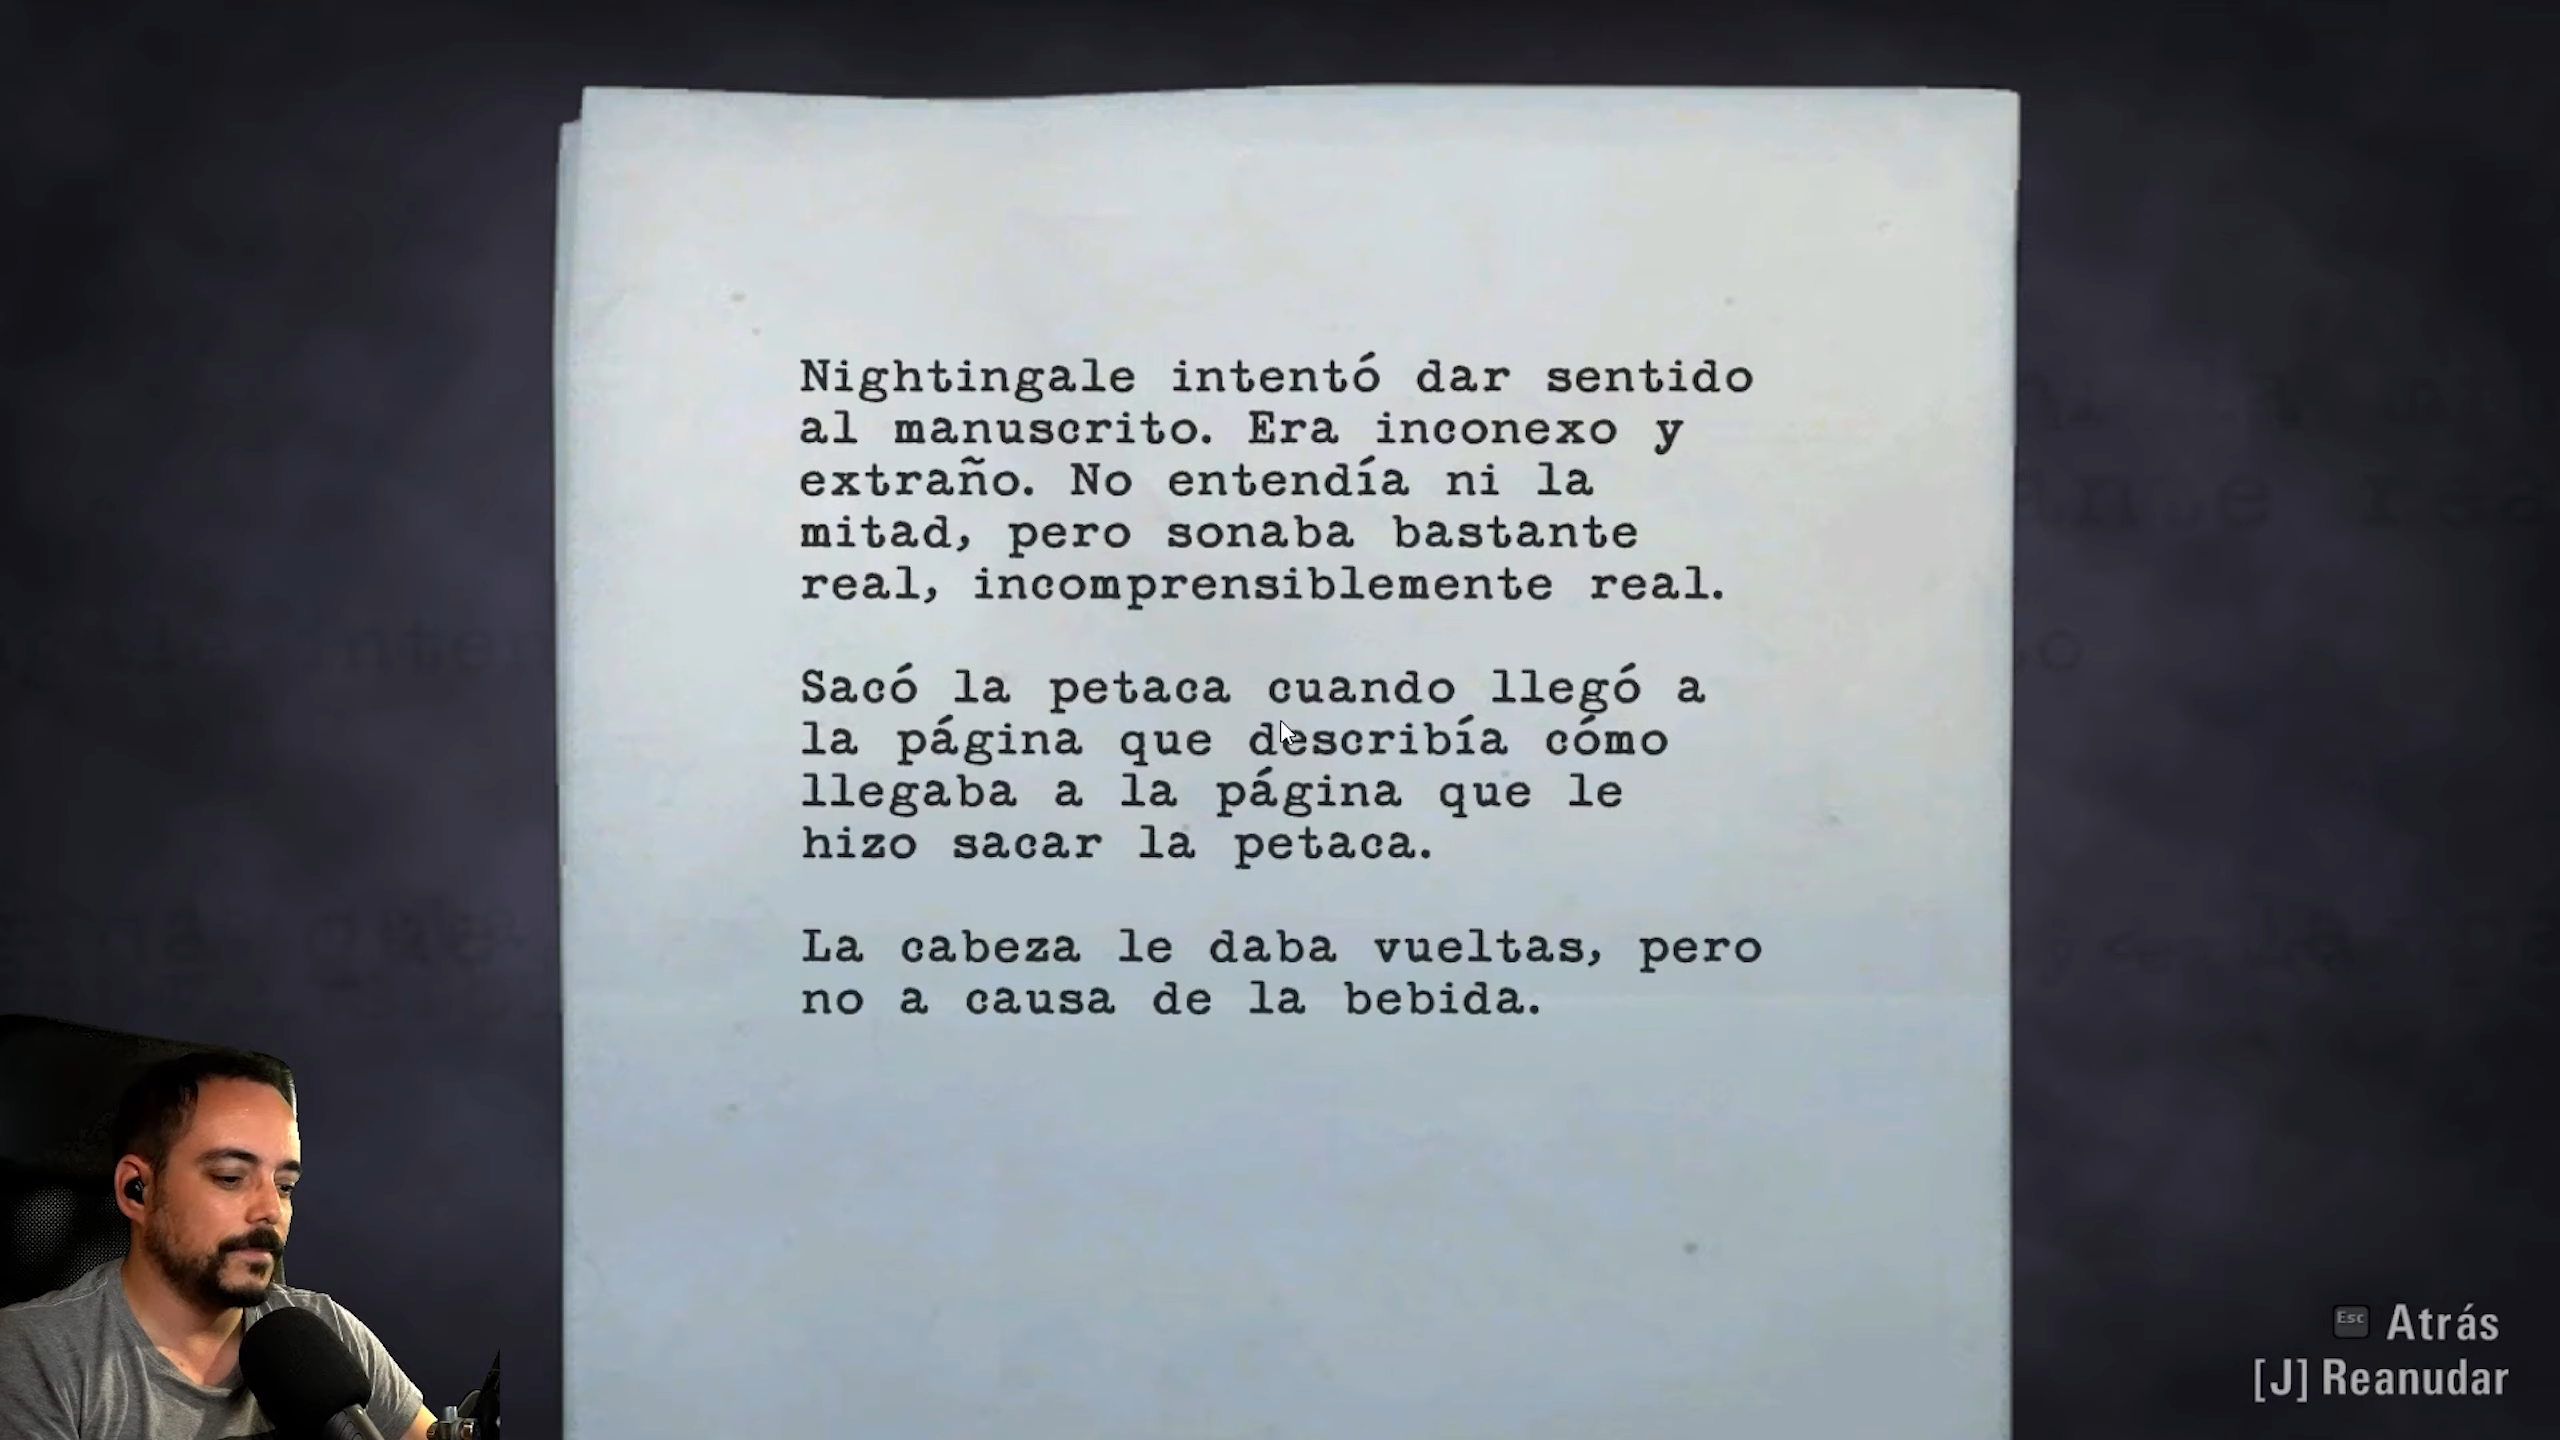 Nightingale intentó dar sentido
al manuscrito. Era inconexo y
extraño. No entendía ni la
mitad, pero sonaba bastante
real, incomprensiblemente real.
Sacó la petaca cuando llegó a
la página que describía cómo
llegaba a la página que le
hizo sacar la petaca.
La cabeza le daba vueltas, pero
no a causa de la bebida.
Esc Atrás
[J] Reanudar